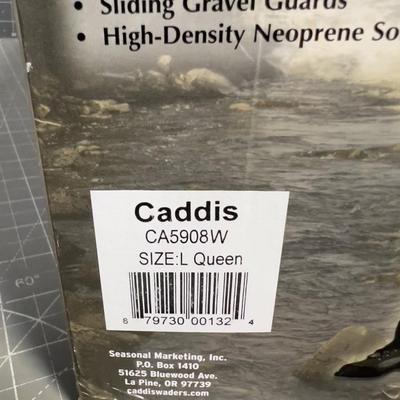 • Sliding Gravel Guards
• High-Density Neoprene So
Caddis
CA5908W
SIZE:L Queen
6 79730 00132 4
Seasonal Marketing, Inc.
P.O. Box 1410
51625 Bluewood Ave.
La Pine, OR 97739
caddiswaders.com
60°